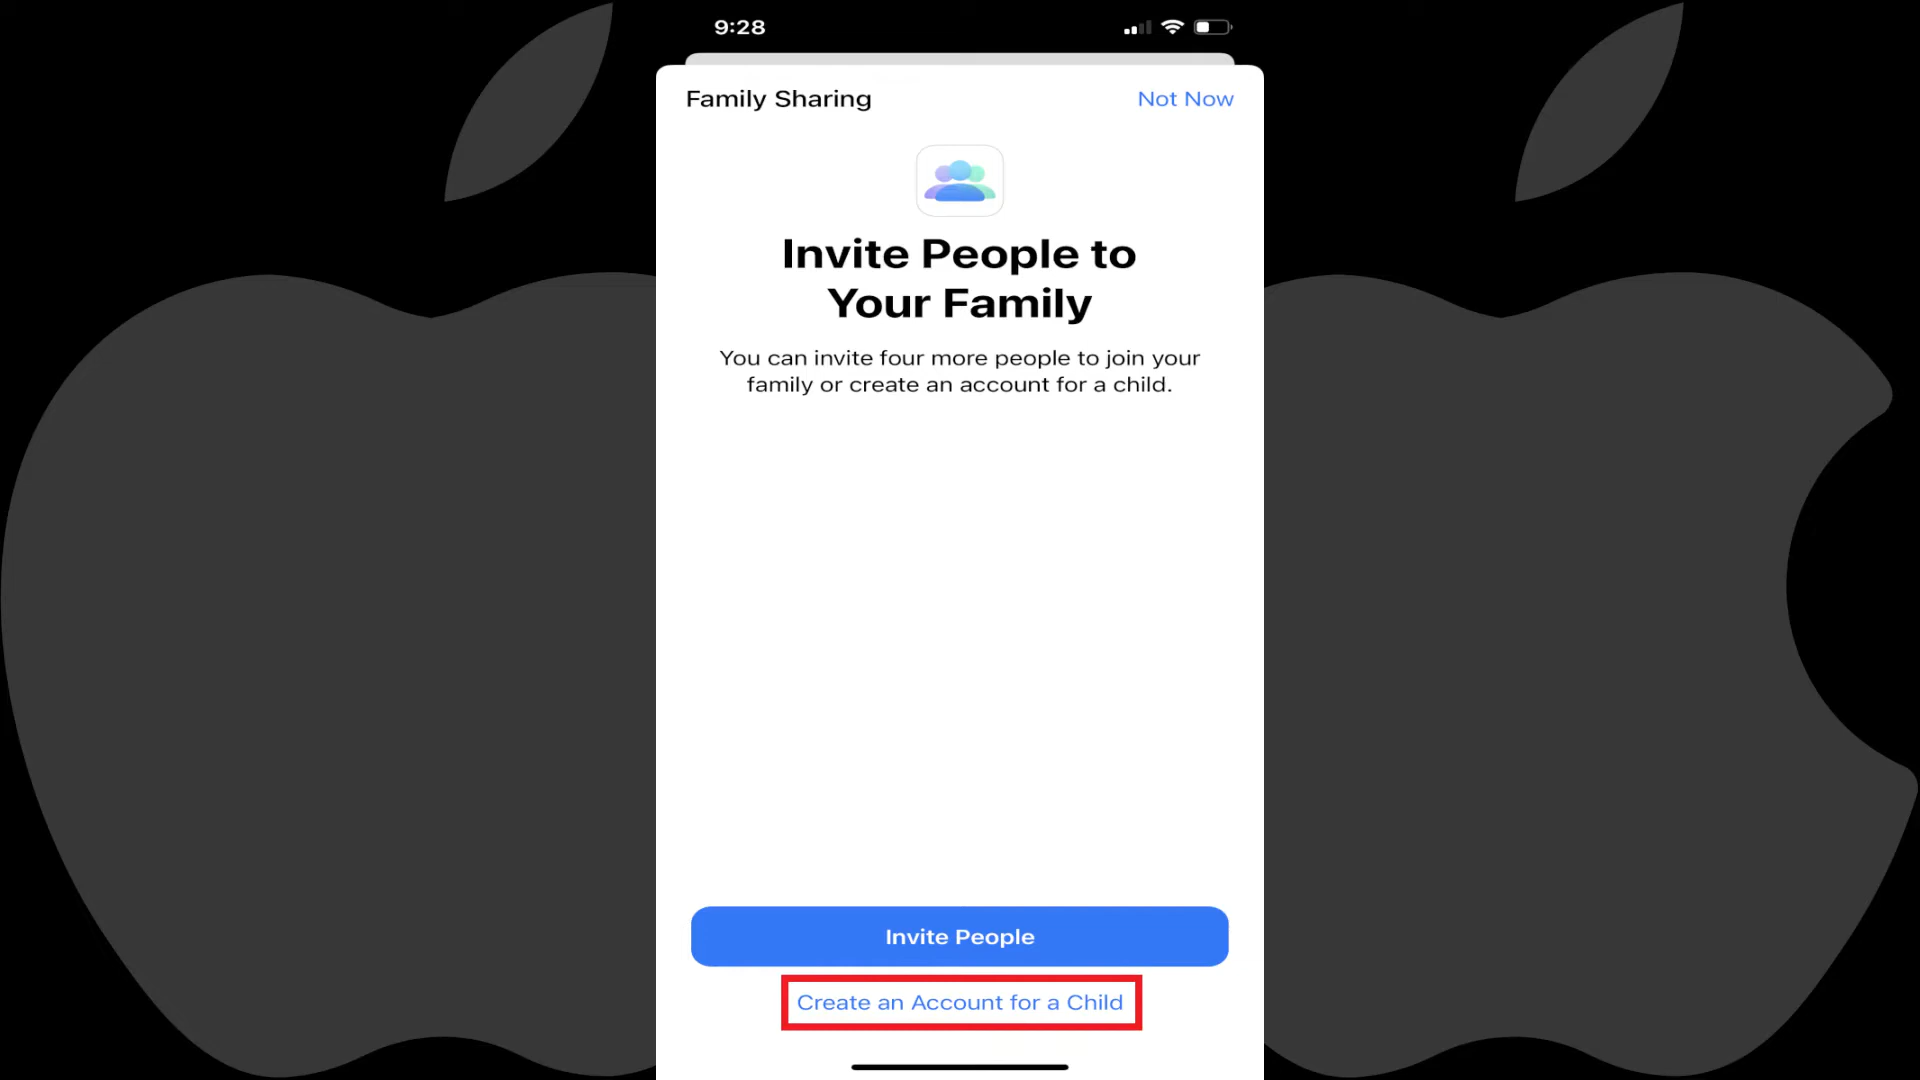 9:28
Family Sharing
Not Now
Invite People to
Your Family
You can invite four more people to join your
family or create an account for a child.
Invite People
Create an Account for a Child